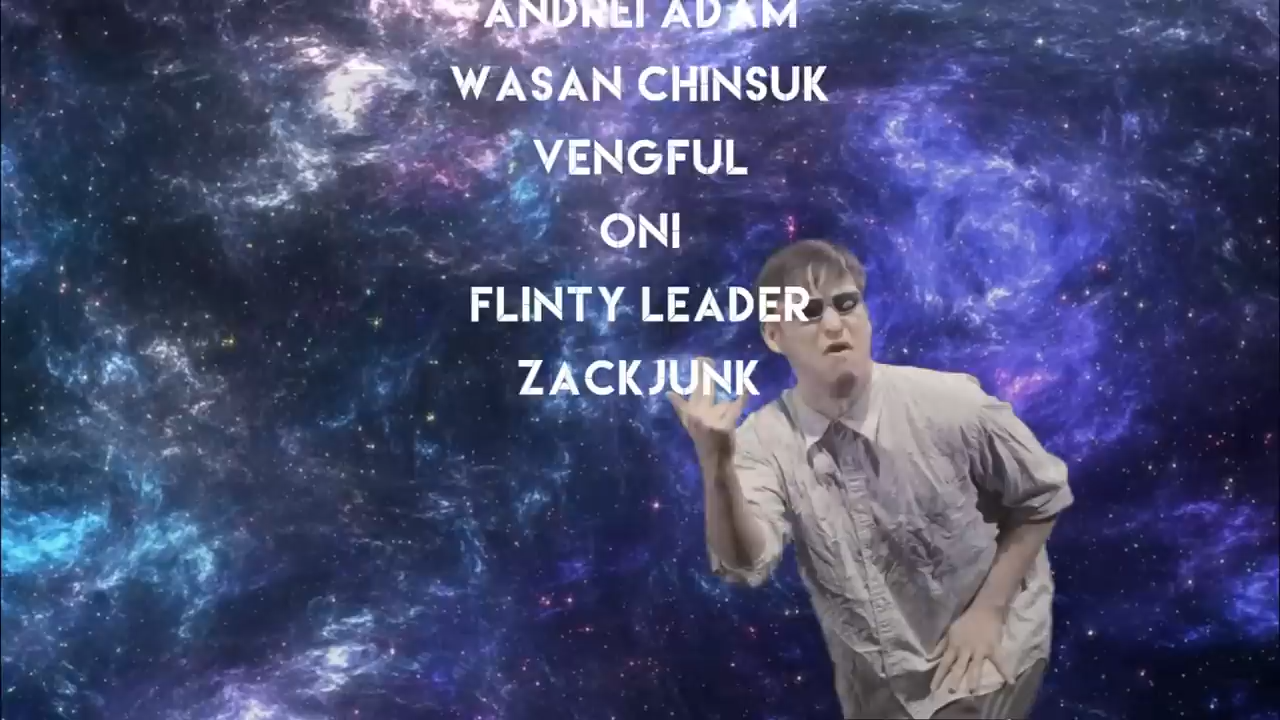 ANDREI ADAM
WASAN CHINSUK
VENGFUL
ONI
FLINTY LEADER
ZACKJUNK